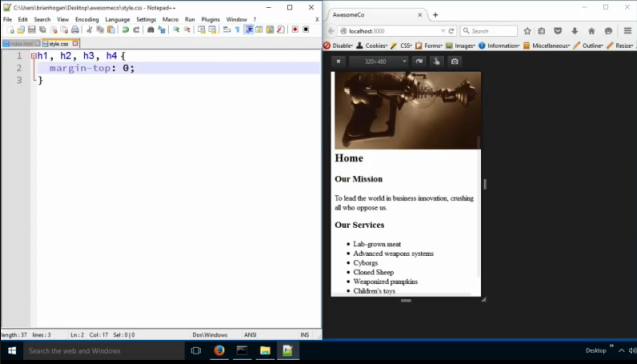 C:\Users\brianhogan\Desktop\awesomeco\style.css - Notepad++
File Edit Search View Encoding Language Settings Macro Run Plugins Window ?
index.html style.css
1 h1, h2, h3, h4 {
2 margin-top: 0;
3 }
length : 37 lines : 3 Ln : 2 Col : 17 Sel : 0 | 0 Dos\Windows ANSI INS
AwesomeCo
localhost:3000 Search
Disable Cookies CSS Forms Images Information Miscellaneous Outline Resize
320×480
Home
Our Mission
To lead the world in business innovation, crushing
all who oppose us.
Our Services
Lab-grown meat
Advanced weapons systems
Cyborgs
Cloned Sheep
Weaponized pumpkins
Children's toys
Search the web and Windows
Desktop